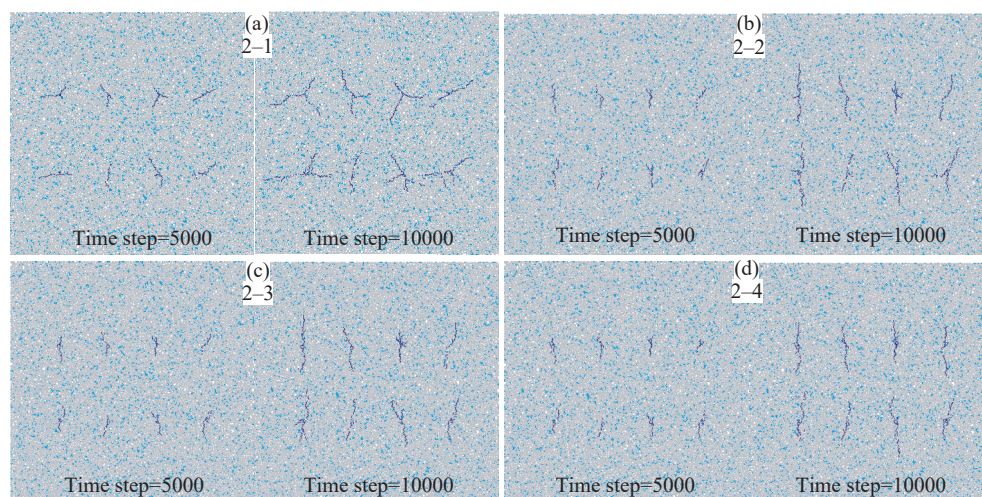 (a)
2–1
Time step=5000
Time step=10000
(b)
2–2
Time step=5000
Time step=10000
(c)
2–3
Time step=5000
Time step=10000
(d)
2–4
Time step=5000
Time step=10000